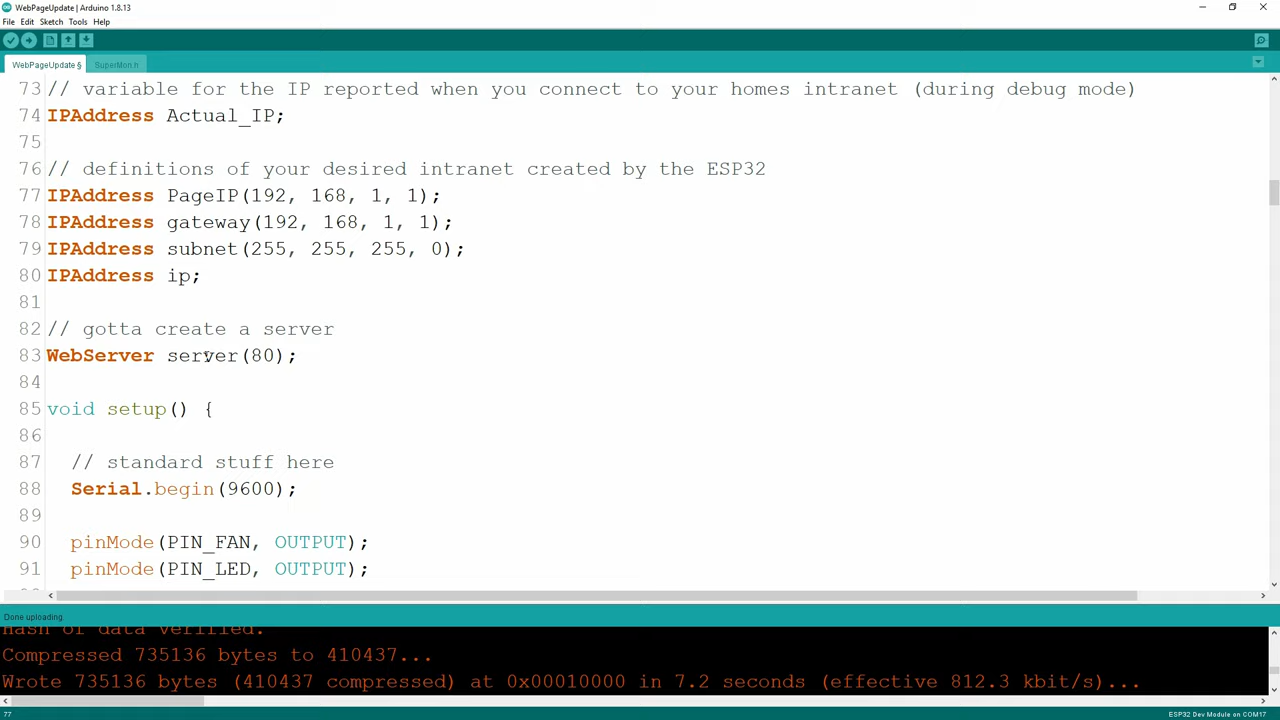 WebPageUpdate | Arduino 1.8.13
File Edit Sketch Tools Help
WebPageUpdate § SuperMon.h
73 // variable for the IP reported when you connect to your homes intranet (during debug mode)
74 IPAddress Actual_IP;
75
76 // definitions of your desired intranet created by the ESP32
77 IPAddress PageIP(192, 168, 1, 1);
78 IPAddress gateway(192, 168, 1, 1);
79 IPAddress subnet(255, 255, 255, 0);
80 IPAddress ip;
81
82 // gotta create a server
83 WebServer server(80);
84
85 void setup() {
86
87 // standard stuff here
88 Serial.begin(9600);
89
90 pinMode(PIN_FAN, OUTPUT);
91 pinMode(PIN_LED, OUTPUT);
Done uploading.
Hash of data verified.
Compressed 735136 bytes to 410437...
Wrote 735136 bytes (410437 compressed) at 0x00010000 in 7.2 seconds (effective 812.3 kbit/s)...
77 ESP32 Dev Module on COM17